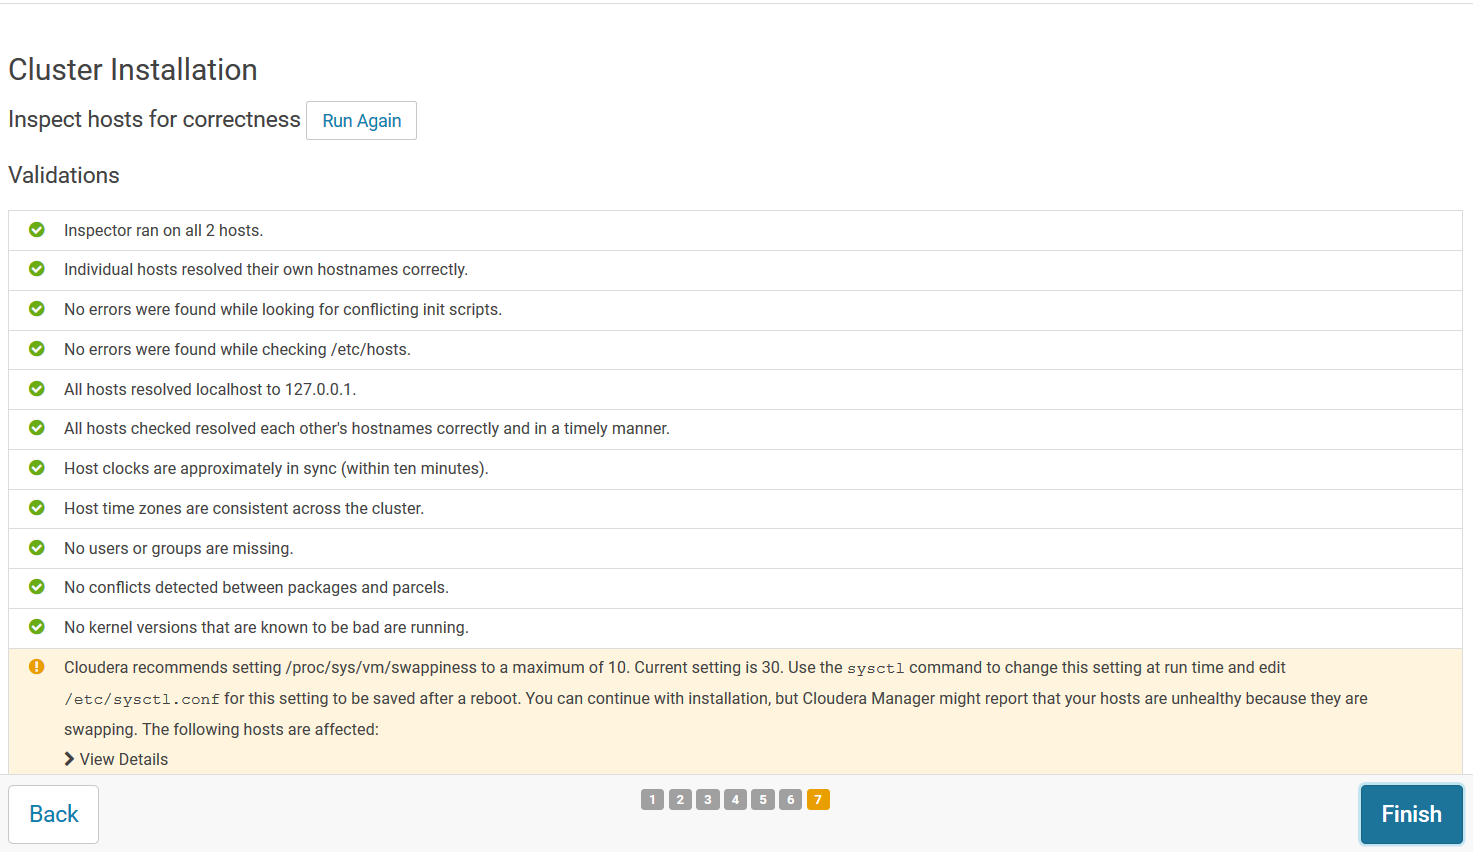 Cluster Installation
Inspect hosts for correctness Run Again
Validations
Inspector ran on all 2 hosts.
Individual hosts resolved their own hostnames correctly.
No errors were found while looking for conflicting init scripts.
No errors were found while checking /etc/hosts.
All hosts resolved localhost to 127.0.0.1.
All hosts checked resolved each other's hostnames correctly and in a timely manner.
Host clocks are approximately in sync (within ten minutes).
Host time zones are consistent across the cluster.
No users or groups are missing.
No conflicts detected between packages and parcels.
No kernel versions that are known to be bad are running.
Cloudera recommends setting /proc/sys/vm/swappiness to a maximum of 10. Current setting is 30. Use the sysctl command to change this setting at run time and edit
/etc/sysctl.conf for this setting to be saved after a reboot. You can continue with installation, but Cloudera Manager might report that your hosts are unhealthy because they are
swapping. The following hosts are affected:
View Details
Back 1 2 3 4 5 6 7 Finish